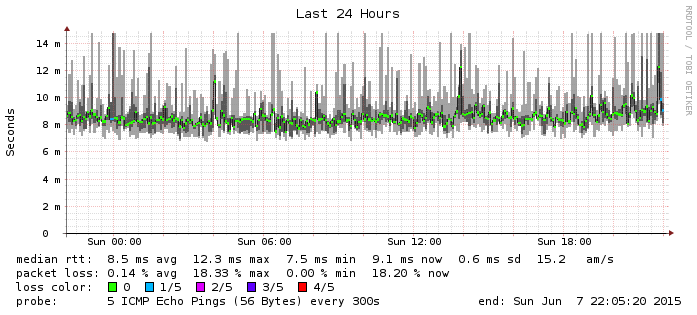 Last 24 Hours
RRDTOOL / TOBI OETIKER
Seconds
14 m
12 m
10 m
8 m
6 m
4 m
2 m
0
Sun 00:00 Sun 06:00 Sun 12:00 Sun 18:00
median rtt: 8.5 ms avg 12.3 ms max 7.5 ms min 9.1 ms now 0.6 ms sd 15.2 am/s
packet loss: 0.14 % avg 18.33 % max 0.00 % min 18.20 % now
loss color: 0 1/5 2/5 3/5 4/5
probe: 5 ICMP Echo Pings (56 Bytes) every 300s end: Sun Jun 7 22:05:20 2015